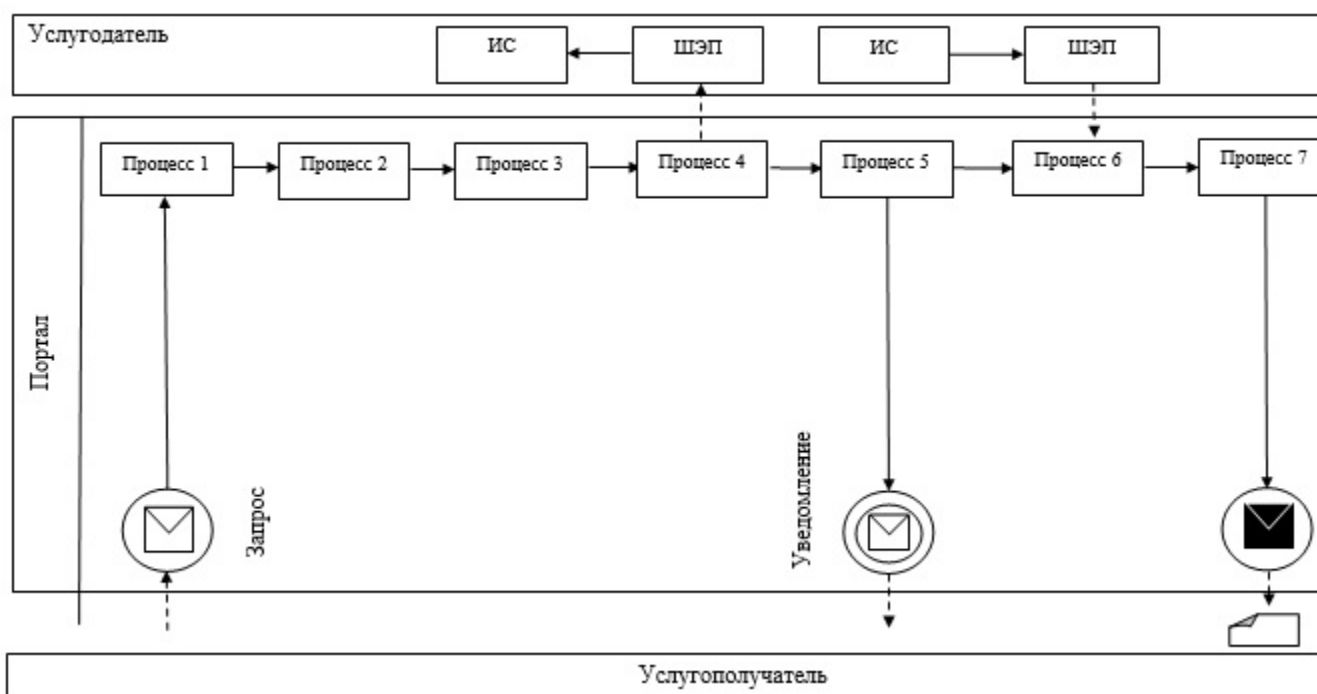 Услугодатель
ИС
ШЭП
ИС
ШЭП
Процесс 1
Процесс 2
Процесс 3
Процесс 4
Процесс 5
Процесс 6
Процесс 7
Портал
Запрос
Уведомление
Услугополучатель